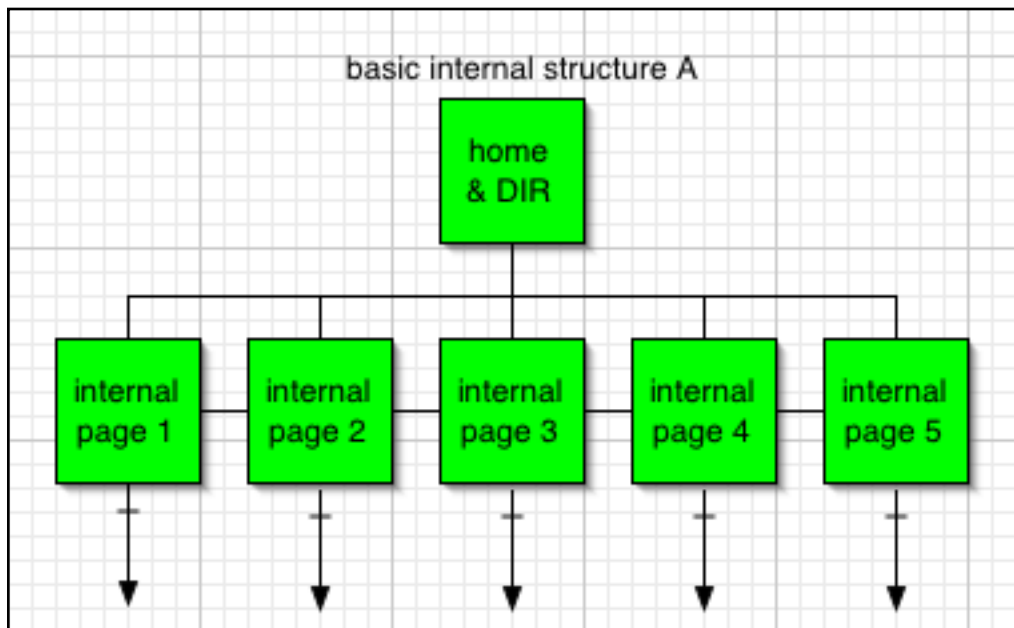 basic internal structure A
home
& DIR
internal
page 1
internal
page 2
internal
page 3
internal
page 4
internal
page 5